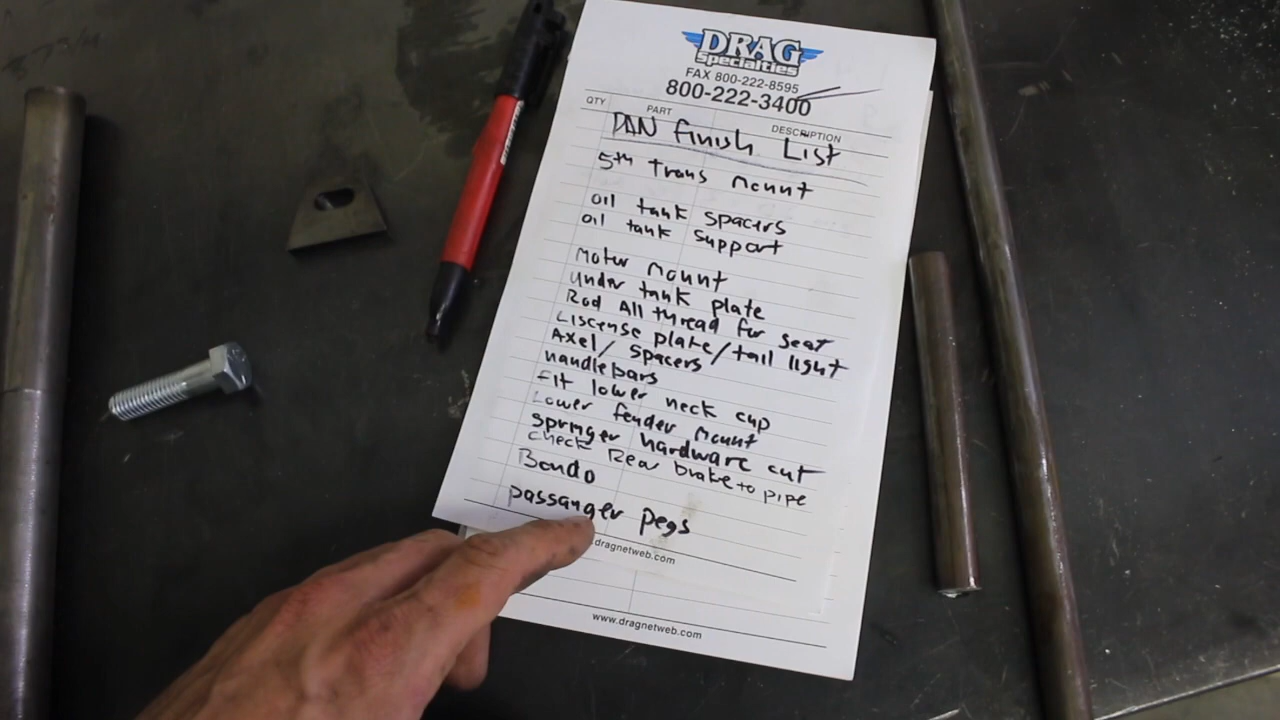 DRAG
Specialties
FAX 800-222-8595
800-222-3400
QTY PART DESCRIPTION
PAN finish List
5th Trans Mount
oil tank spacers
oil tank support
Motor Mount
Under tank plate
Rod All thread for seat
Liscense plate/tail light
Axel/ spacers
handlebars
Fit lower neck cup
Lower fender mount
springer hardware cut
check Rear brake to pipe
Bondo
passanger pegs
.dragnetweb.com
www.dragnetweb.com